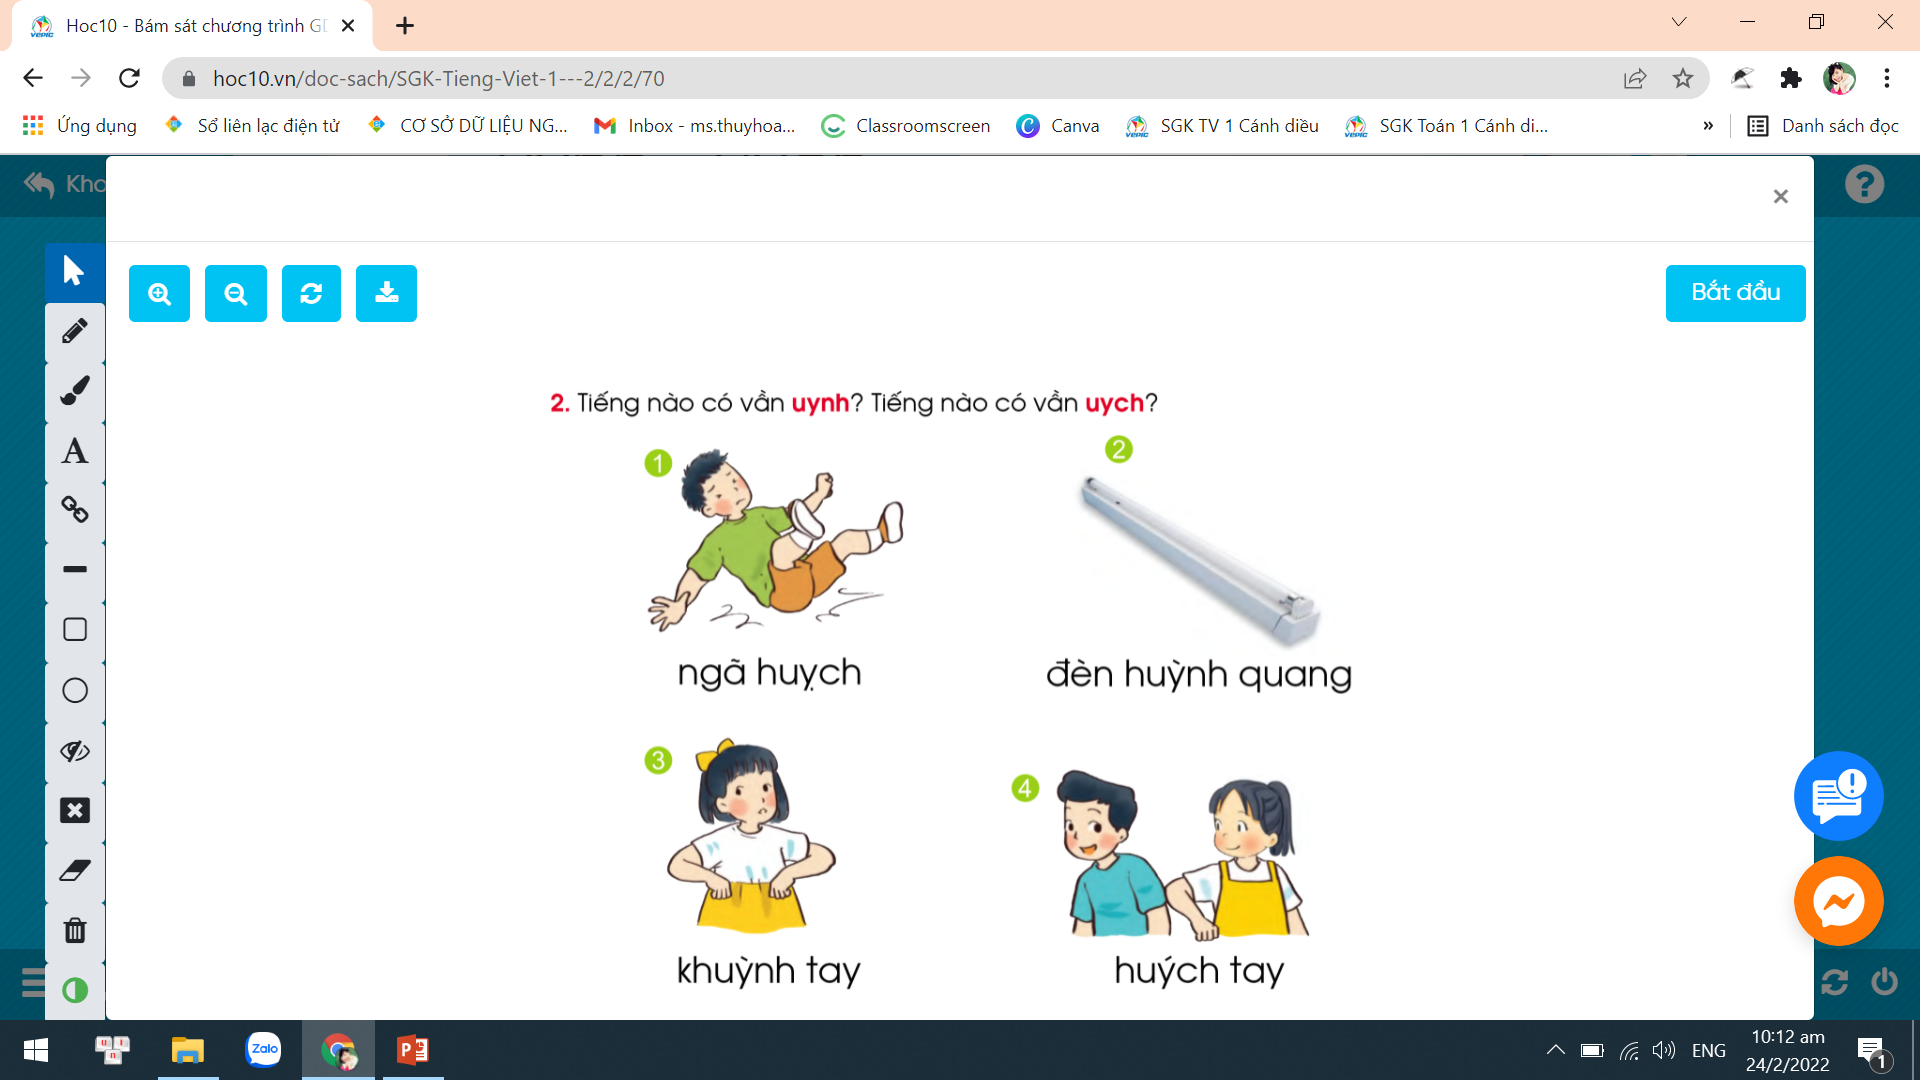 Hoc10 - Bám sát chương trình GI
hoc10.vn/doc-sach/SGK-Tieng-Viet-1---2/2/2/70
Ứng dụng Sổ liên lạc điện tử CƠ SỞ DỮ LIỆU NG... Inbox - ms.thuyhoa... Classroomscreen Canva SGK TV 1 Cánh diều SGK Toán 1 Cánh di... » Danh sách đọc
Kho
Bắt đầu
2. Tiếng nào có vần uynh? Tiếng nào có vần uych?
1
2
ngã huỵch
đèn huỳnh quang
3
4
khuỳnh tay
huých tay
Zalo
ENG
10:12 am
24/2/2022
1